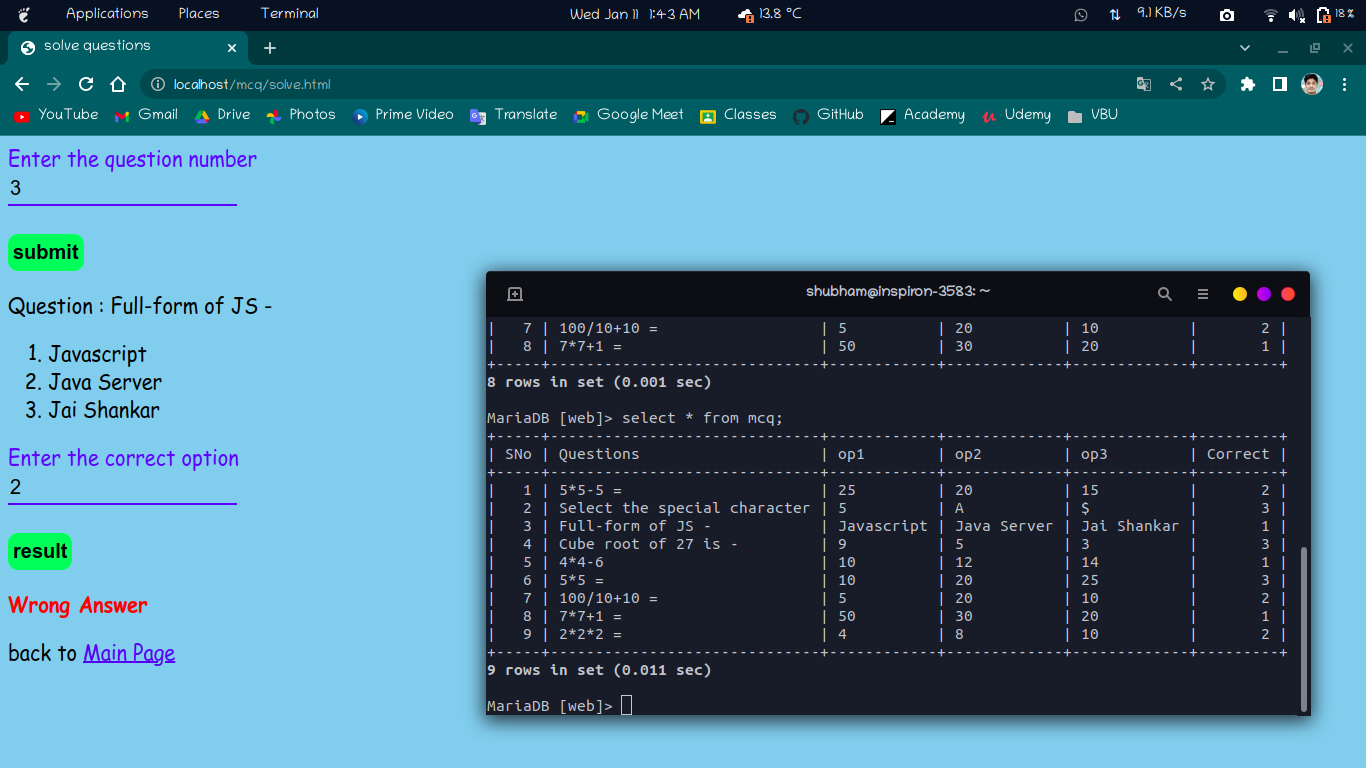 Applications Places Terminal Wed Jan 11 1:43 AM 13.8 °C 9.1 KB/s 18%
solve questions
localhost/mcq/solve.html
YouTube Gmail Drive Photos Prime Video Translate Google Meet Classes GitHub Academy Udemy VBU
Enter the question number
3
submit
Question : Full-form of JS -
1. Javascript
2. Java Server
3. Jai Shankar
Enter the correct option
2
result
Wrong Answer
back to Main Page
shubham@inspiron-3583: ~
|   7 | 100/10+10 =                  | 5          | 20          | 10          |       2 |
|   8 | 7*7+1 =                      | 50         | 30          | 20          |       1 |
+-----+------------------------------+------------+-------------+-------------+---------+
8 rows in set (0.001 sec)
MariaDB [web]> select * from mcq;
+-----+------------------------------+------------+-------------+-------------+---------+
| SNo | Questions                    | op1        | op2         | op3         | Correct |
+-----+------------------------------+------------+-------------+-------------+---------+
|   1 | 5*5-5 =                      | 25         | 20          | 15          |       2 |
|   2 | Select the special character | 5          | A           | $           |       3 |
|   3 | Full-form of JS -            | Javascript | Java Server | Jai Shankar |       1 |
|   4 | Cube root of 27 is -         | 9          | 5           | 3           |       3 |
|   5 | 4*4-6                        | 10         | 12          | 14          |       1 |
|   6 | 5*5 =                        | 10         | 20          | 25          |       3 |
|   7 | 100/10+10 =                  | 5          | 20          | 10          |       2 |
|   8 | 7*7+1 =                      | 50         | 30          | 20          |       1 |
|   9 | 2*2*2 =                      | 4          | 8           | 10          |       2 |
+-----+------------------------------+------------+-------------+-------------+---------+
9 rows in set (0.011 sec)
MariaDB [web]>